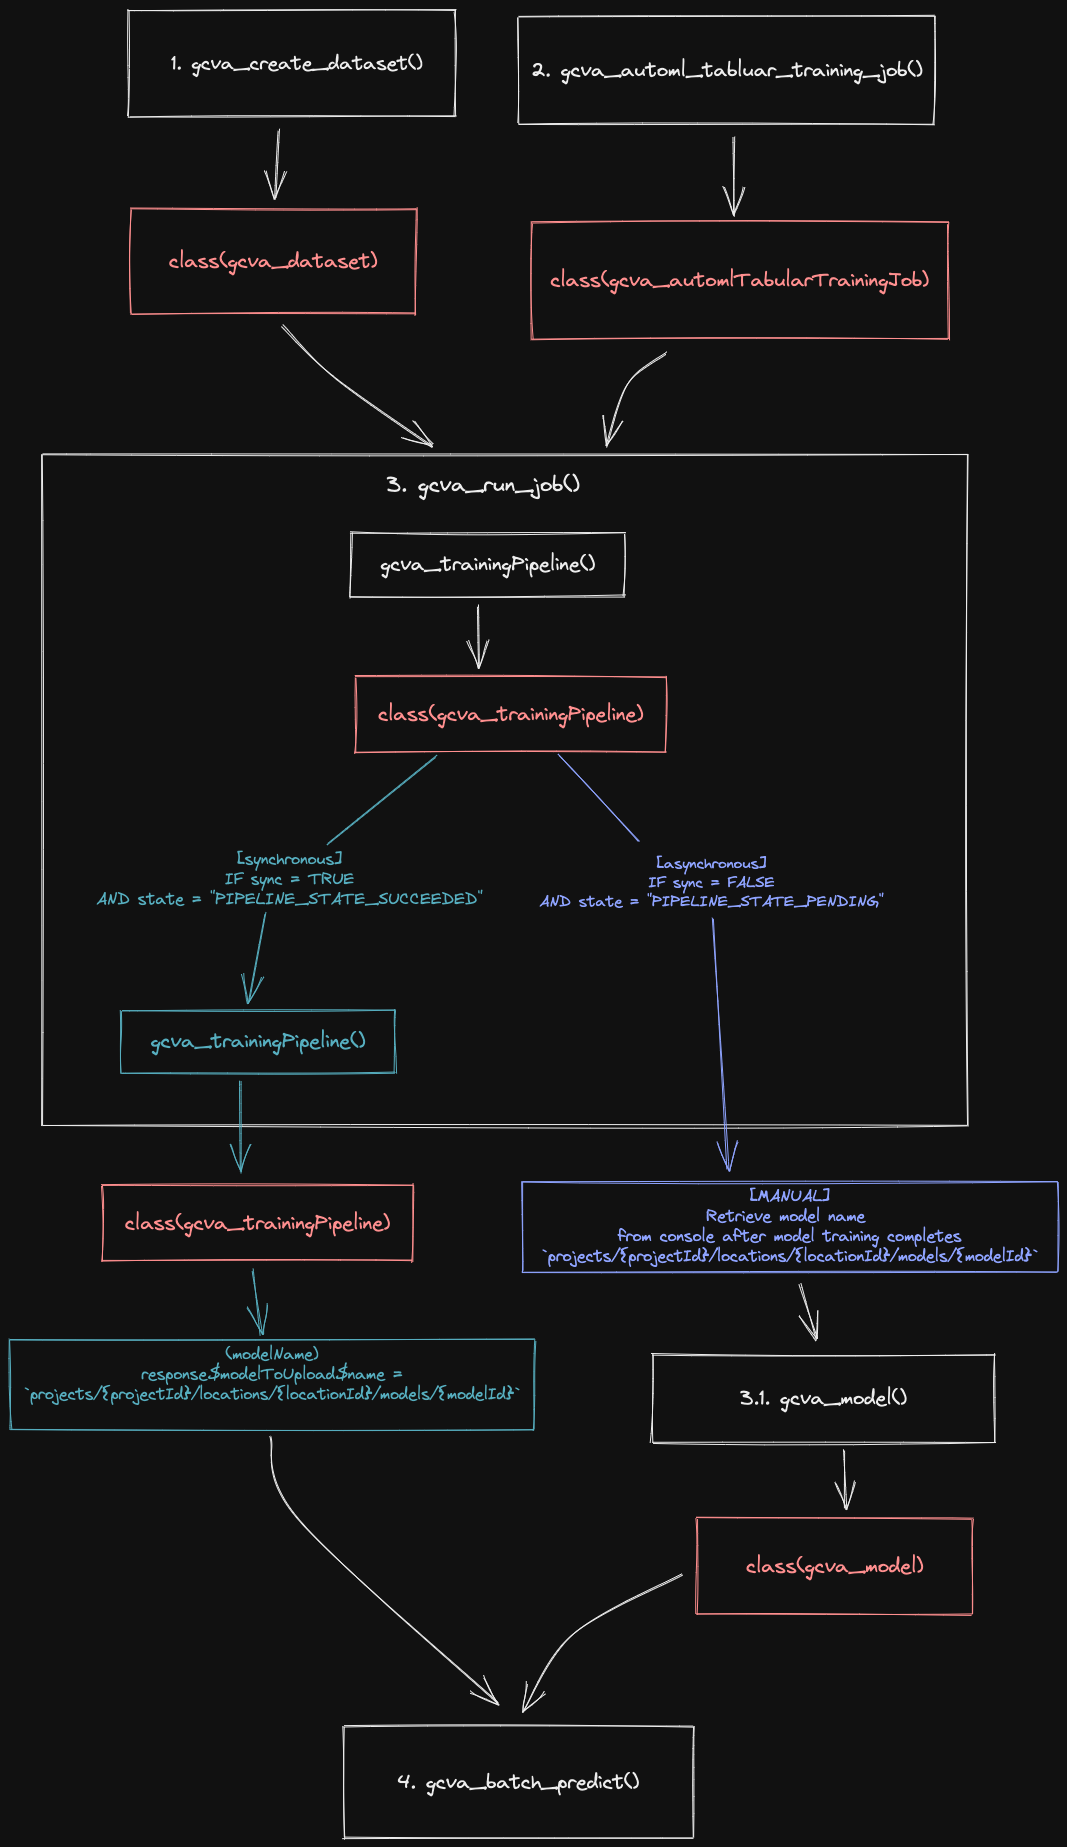 1. gcva_create_dataset()
2. gcva_automl_tabluar_training_job()
class(gcva_dataset)
class(gcva_automlTabularTrainingJob)
3. gcva_run_job()
gcva_trainingPipeline()
class(gcva_trainingPipeline)
[synchronous]
IF sync = TRUE
AND state = "PIPELINE_STATE_SUCCEEDED"
[asynchronous]
IF sync = FALSE
AND state = "PIPELINE_STATE_PENDING"
gcva_trainingPipeline()
class(gcva_trainingPipeline)
[MANUAL]
Retrieve model name
from console after model training completes
`projects/{projectId}/locations/{locationId}/models/{modelId}`
(modelName)
response$modelToUpload$name =
`projects/{projectId}/locations/{locationId}/models/{modelId}`
3.1. gcva_model()
class(gcva_model)
4. gcva_batch_predict()